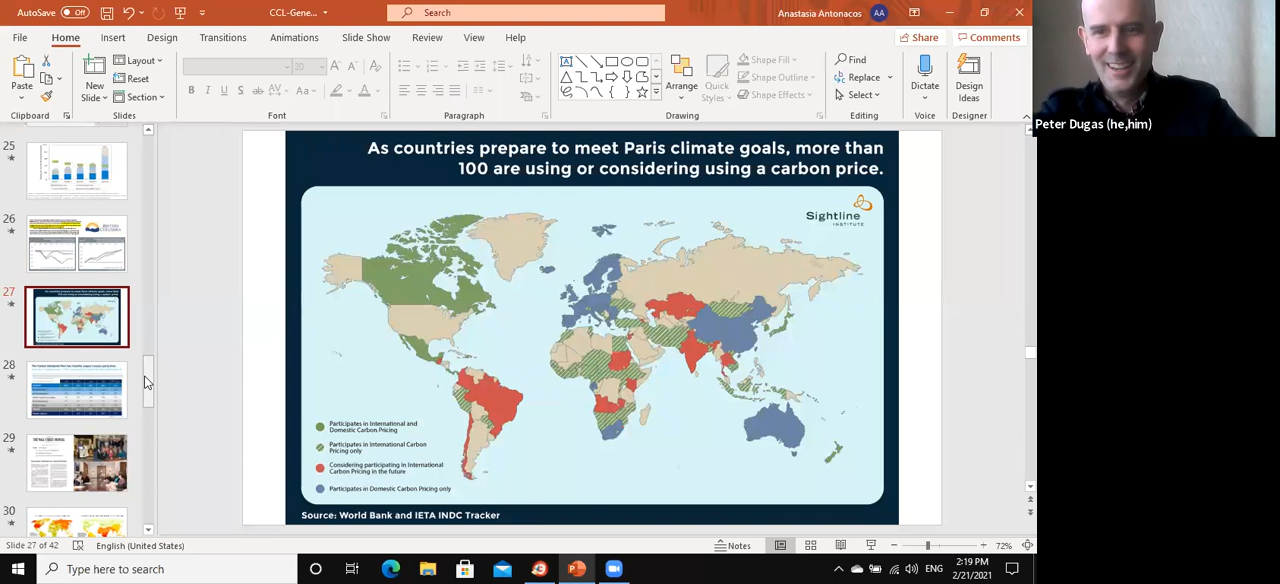 AutoSave Off CCL-Gene... Search Anastasia Antonacos AA
File Home Insert Design Transitions Animations Slide Show Review View Help Share Comments
Paste
New
Slide
Layout
Reset
Section
20
B I U S ab AV Aa
Arrange
Quick
Styles
Shape Fill
Shape Outline
Shape Effects
Find
Replace
Select
Dictate
Design
Ideas
Clipboard Slides Font Paragraph Drawing Editing Voice Designer
Peter Dugas (he,him)
25
26
27
28
29
30
As countries prepare to meet Paris climate goals, more than
100 are using or considering using a carbon price.
Sightline
INSTITUTE
Participates in International and
Domestic Carbon Pricing
Participates in International Carbon
Pricing only
Considering participating in International
Carbon Pricing in the future
Participates in Domestic Carbon Pricing only
Source: World Bank and IETA INDC Tracker
Slide 27 of 42 English (United States) Notes 72%
Type here to search ENG
2:19 PM
2/21/2021